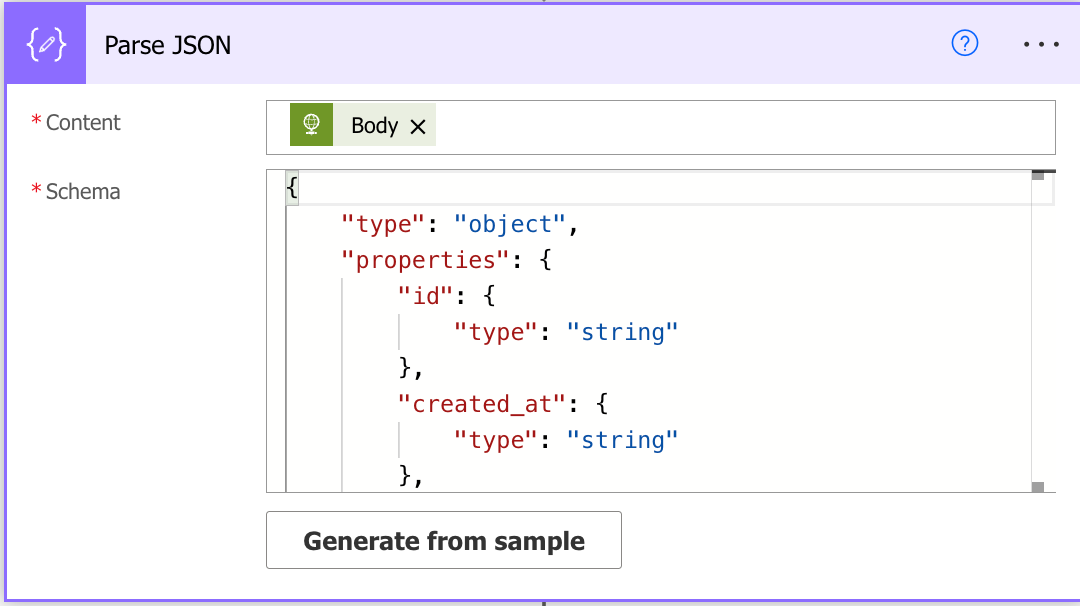 Parse JSON
* Content
Body
* Schema
{
    "type": "object",
    "properties": {
        "id": {
            "type": "string"
        },
        "created_at": {
            "type": "string"
        },
Generate from sample